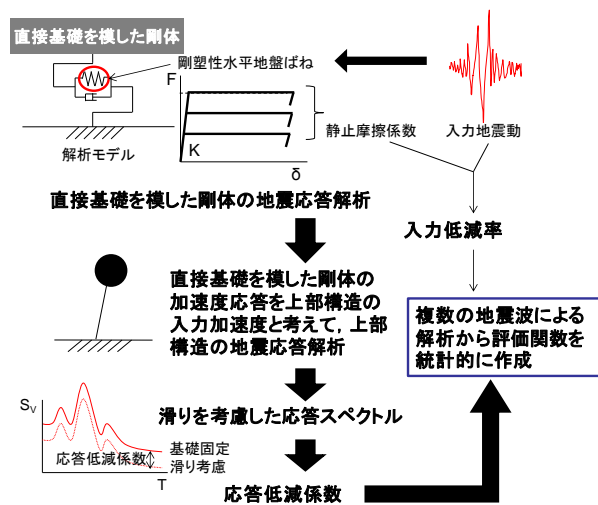 直接基礎を模した剛体
剛塑性水平地盤ばね
F
K
δ
静止摩擦係数
入力地震動
解析モデル
直接基礎を模した剛体の地震応答解析
入力低減率
直接基礎を模した剛体の
加速度応答を上部構造の
入力加速度と考えて，上部
構造の地震応答解析
複数の地震波による
解析から評価関数を
統計的に作成
滑りを考慮した応答スペクトル
SV
基礎固定
滑り考慮
応答低減係数
T
応答低減係数